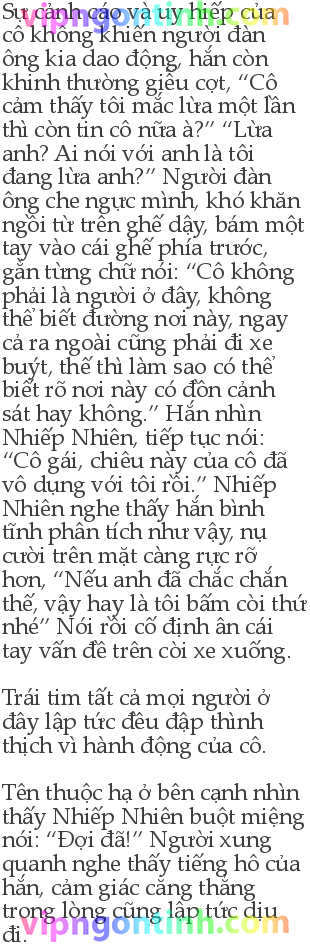 Sự cảnh cáo và uy hiếp của
vipngontinh.com
cô không khiến người đàn
ông kia dao động, hắn còn
khinh thường giễu cợt, “Cô
cảm thấy tôi mắc lừa một lần
thì còn tin cô nữa à?” “Lừa
anh? Ai nói với anh là tôi
đang lừa anh?” Người đàn
ông che ngực mình, khó khăn
ngồi từ trên ghế dậy, bám một
tay vào cái ghế phía trước,
gằn từng chữ nói: “Cô không
phải là người ở đây, không
thể biết đường nơi này, ngay
cả ra ngoài cũng phải đi xe
buýt, thế thì làm sao có thể
biết rõ nơi này có đồn cảnh
sát hay không.” Hắn nhìn
Nhiếp Nhiên, tiếp tục nói:
“Cô gái, chiêu này của cô đã
vô dụng với tôi rồi.” Nhiếp
Nhiên nghe thấy hắn bình
tĩnh phân tích như vậy, nụ
cười trên mặt càng rực rỡ
hơn, “Nếu anh đã chắc chắn
thế, vậy hay là tôi bấm còi thử
nhé” Nói rồi cố định ân cái
tay vấn đề trên còi xe xuống.
Trái tim tất cả mọi người ở
đây lập tức đều đập thình
thịch vì hành động của cô.
Tên thuộc hạ ở bên cạnh nhìn
thấy Nhiếp Nhiên buột miệng
nói: “Đợi đã!” Người xung
quanh nghe thấy tiếng hô của
hắn, cảm giác căng thẳng
trong lòng cũng lập tức dịu
vipngontinh.com
đi.